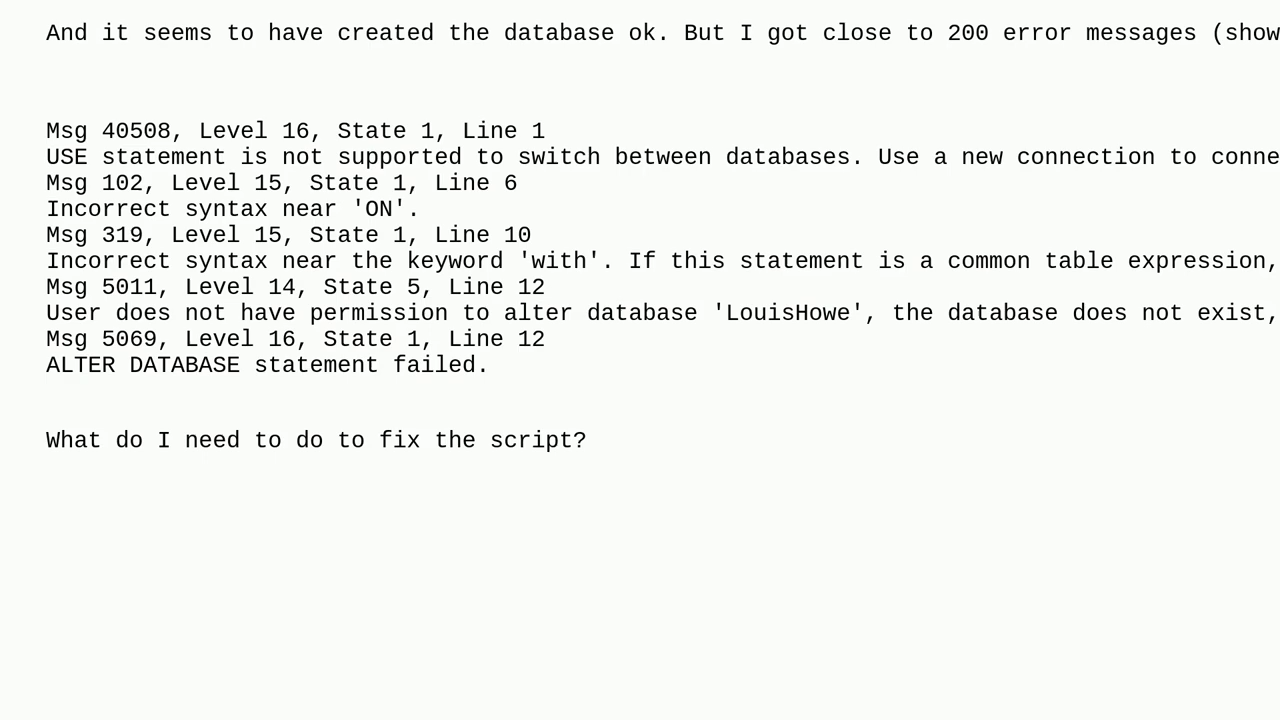 And it seems to have created the database ok. But I got close to 200 error messages (show
Msg 40508, Level 16, State 1, Line 1
USE statement is not supported to switch between databases. Use a new connection to conne
Msg 102, Level 15, State 1, Line 6
Incorrect syntax near 'ON'.
Msg 319, Level 15, State 1, Line 10
Incorrect syntax near the keyword 'with'. If this statement is a common table expression,
Msg 5011, Level 14, State 5, Line 12
User does not have permission to alter database 'LouisHowe', the database does not exist,
Msg 5069, Level 16, State 1, Line 12
ALTER DATABASE statement failed.
What do I need to do to fix the script?